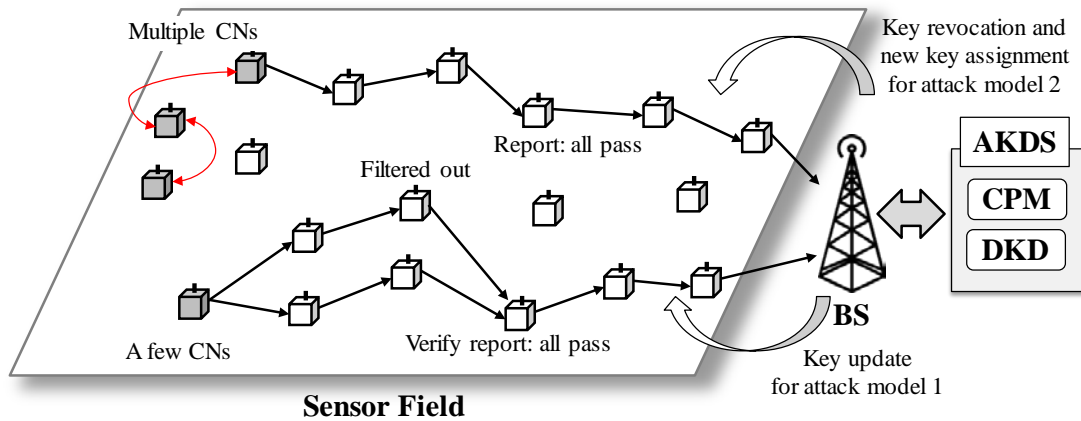 Multiple CNs
Key revocation and
new key assignment
for attack model 2
Report: all pass
Filtered out
AKDS
CPM
DKD
BS
A few CNs
Verify report: all pass
Key update
for attack model 1
Sensor Field